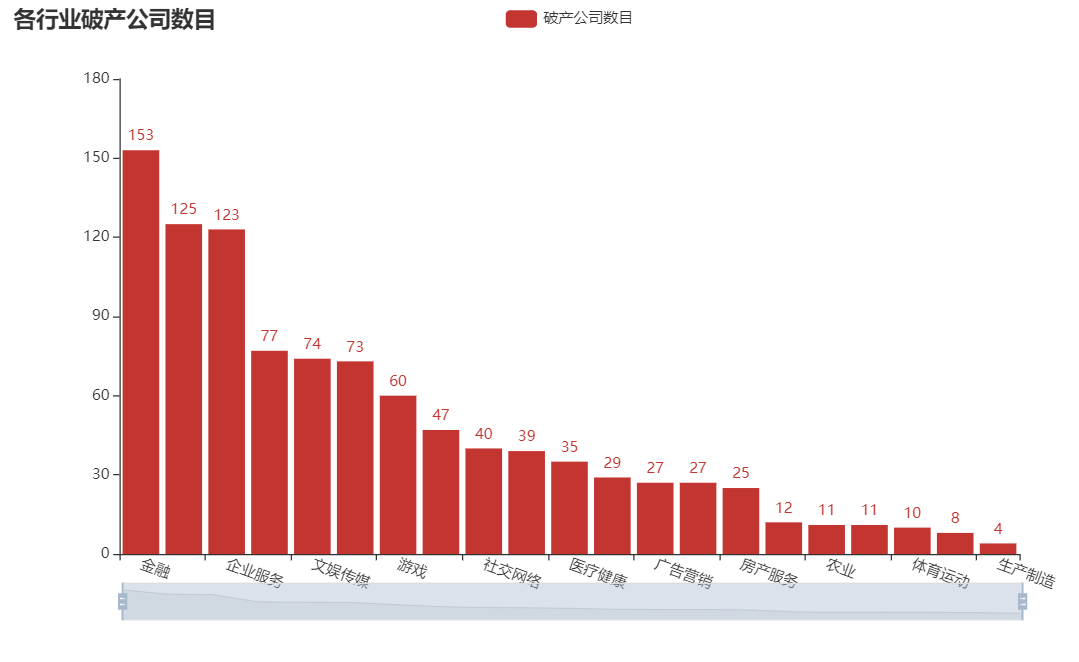 各行业破产公司数目
破产公司数目
180
150
120
90
60
30
0
153
125
123
77
74
73
60
47
40
39
35
29
27
27
25
12
11
11
10
8
4
金融
企业服务
文娱传媒
游戏
社交网络
医疗健康
广告营销
房产服务
农业
体育运动
生产制造